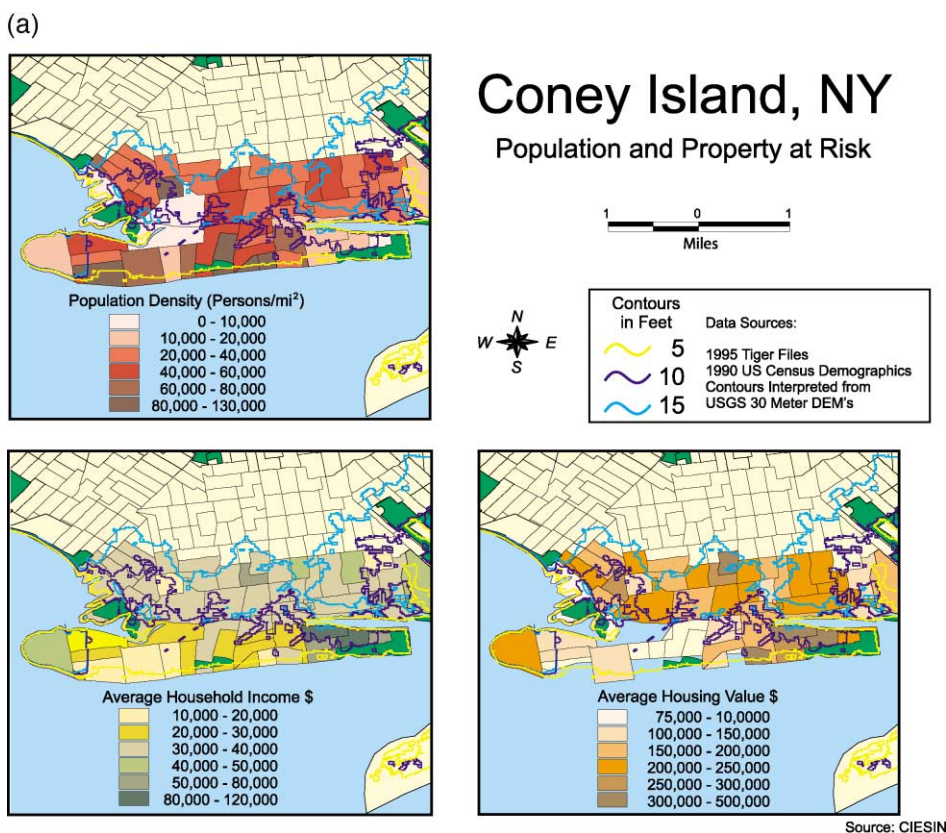 (a)
Coney Island, NY
Population and Property at Risk
1 0 1
Miles
N
W E
S
Contours
in Feet
5
10
15
Data Sources:
1995 Tiger Files
1990 US Census Demographics
Contours Interpreted from
USGS 30 Meter DEM's
Population Density (Persons/mi²)
0 - 10,000
10,000 - 20,000
20,000 - 40,000
40,000 - 60,000
60,000 - 80,000
80,000 - 130,000
Average Household Income $
10,000 - 20,000
20,000 - 30,000
30,000 - 40,000
40,000 - 50,000
50,000 - 80,000
80,000 - 120,000
Average Housing Value $
75,000 - 10,0000
100,000 - 150,000
150,000 - 200,000
200,000 - 250,000
250,000 - 300,000
300,000 - 500,000
Source: CIESIN